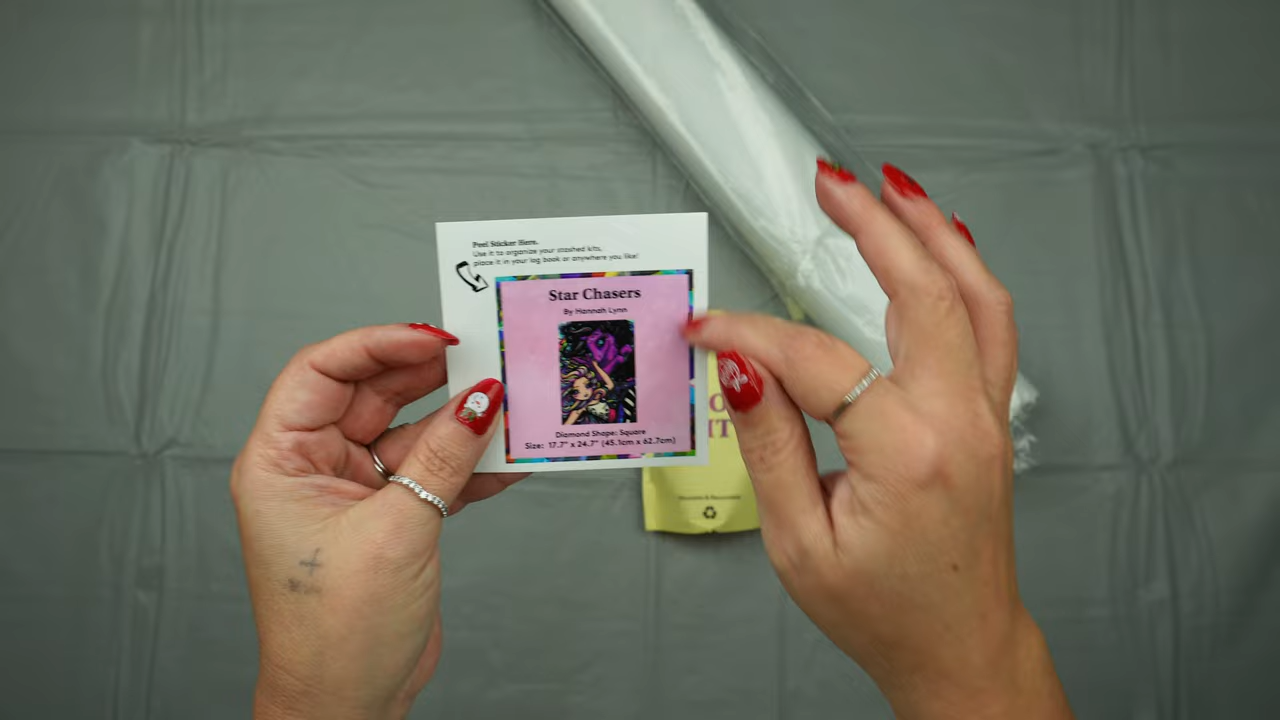 Peel Sticker Here.
Use it to organize your stashed kits,
place it in your log book or anywhere you like!
Star Chasers
By Hannah Lynn
Diamond Shape: Square
Size: 17.7" x 24.7" (45.1cm x 62.7cm)